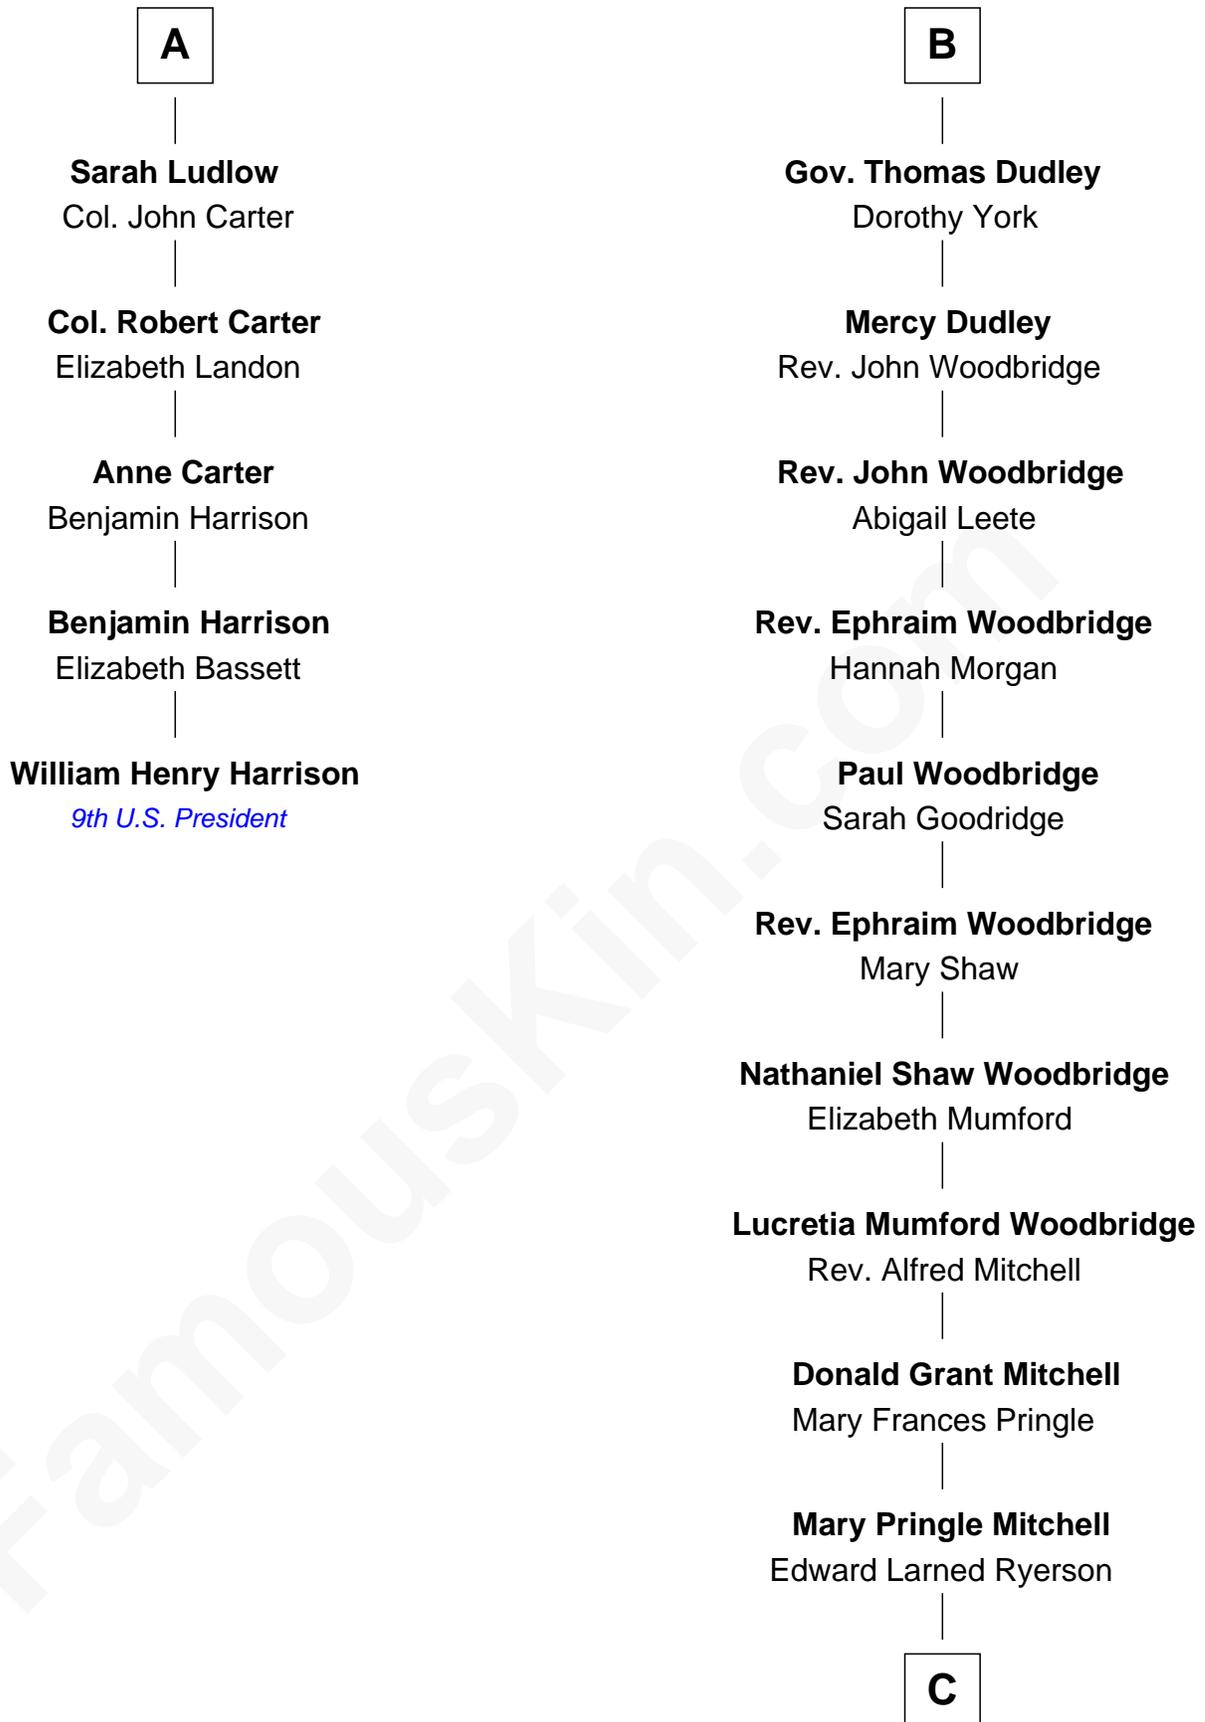 A
Sarah Ludlow
Col. John Carter
Col. Robert Carter
Elizabeth Landon
Anne Carter
Benjamin Harrison
Benjamin Harrison
Elizabeth Bassett
William Henry Harrison
9th U.S. President
B
Gov. Thomas Dudley
Dorothy York
Mercy Dudley
Rev. John Woodbridge
Rev. John Woodbridge
Abigail Leete
Rev. Ephraim Woodbridge
Hannah Morgan
Paul Woodbridge
Sarah Goodridge
Rev. Ephraim Woodbridge
Mary Shaw
Nathaniel Shaw Woodbridge
Elizabeth Mumford
Lucretia Mumford Woodbridge
Rev. Alfred Mitchell
Donald Grant Mitchell
Mary Frances Pringle
Mary Pringle Mitchell
Edward Larned Ryerson
C
FamousKin.com